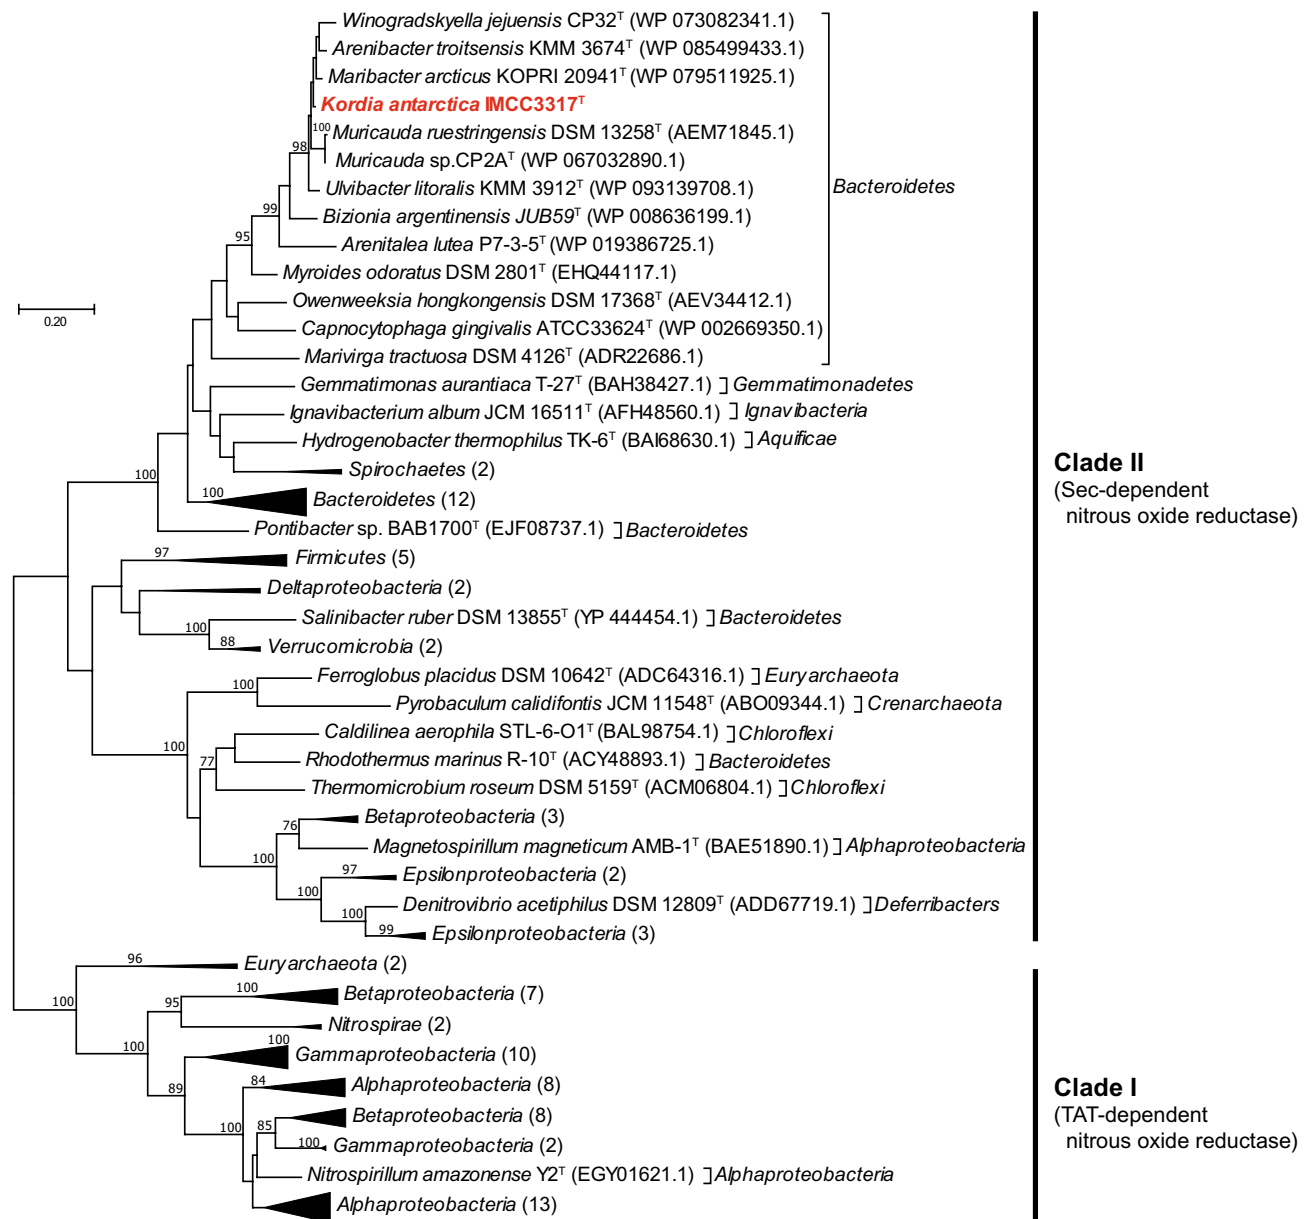 Winogradskyella jejuensis CP32ᵀ (WP 073082341.1)
Arenibacter troitsensis KMM 3674ᵀ (WP 085499433.1)
Maribacter arcticus KOPRI 20941ᵀ (WP 079511925.1)
Kordia antarctica IMCC3317ᵀ
100
Muricauda ruestringensis DSM 13258ᵀ (AEM71845.1)
98
Muricauda sp.CP2Aᵀ (WP 067032890.1)
Ulvibacter litoralis KMM 3912ᵀ (WP 093139708.1)
Bacteroidetes
99
Bizionia argentinensis JUB59ᵀ (WP 008636199.1)
95
Arenitalea lutea P7-3-5ᵀ (WP 019386725.1)
Myroides odoratus DSM 2801ᵀ (EHQ44117.1)
Owenweeksia hongkongensis DSM 17368ᵀ (AEV34412.1)
0.20
Capnocytophaga gingivalis ATCC33624ᵀ (WP 002669350.1)
Marivirga tractuosa DSM 4126ᵀ (ADR22686.1)
Gemmatimonas aurantiaca T-27ᵀ (BAH38427.1) Gemmatimonadetes
Ignavibacterium album JCM 16511ᵀ (AFH48560.1) Ignavibacteria
Hydrogenobacter thermophilus TK-6ᵀ (BAI68630.1) Aquificae
Spirochaetes (2)
100
100
Bacteroidetes (12)
Pontibacter sp. BAB1700ᵀ (EJF08737.1) Bacteroidetes
Clade II
(Sec-dependent
nitrous oxide reductase)
97
Firmicutes (5)
Deltaproteobacteria (2)
Salinibacter ruber DSM 13855ᵀ (YP 444454.1) Bacteroidetes
100
88
Verrucomicrobia (2)
Ferroglobus placidus DSM 10642ᵀ (ADC64316.1) Euryarchaeota
100
Pyrobaculum calidifontis JCM 11548ᵀ (ABO09344.1) Crenarchaeota
Caldilinea aerophila STL-6-O1ᵀ (BAL98754.1) Chloroflexi
100
77
Rhodothermus marinus R-10ᵀ (ACY48893.1) Bacteroidetes
Thermomicrobium roseum DSM 5159ᵀ (ACM06804.1) Chloroflexi
Betaproteobacteria (3)
76
Magnetospirillum magneticum AMB-1ᵀ (BAE51890.1) Alphaproteobacteria
100
97
Epsilonproteobacteria (2)
100
Denitrovibrio acetiphilus DSM 12809ᵀ (ADD67719.1) Deferribacters
100
99
Epsilonproteobacteria (3)
96
Euryarchaeota (2)
100
100
Betaproteobacteria (7)
95
Nitrospirae (2)
100
100
Gammaproteobacteria (10)
89
84
Alphaproteobacteria (8)
Betaproteobacteria (8)
100
85
100
Gammaproteobacteria (2)
Nitrospirillum amazonense Y2ᵀ (EGY01621.1) Alphaproteobacteria
Alphaproteobacteria (13)
Clade I
(TAT-dependent
nitrous oxide reductase)